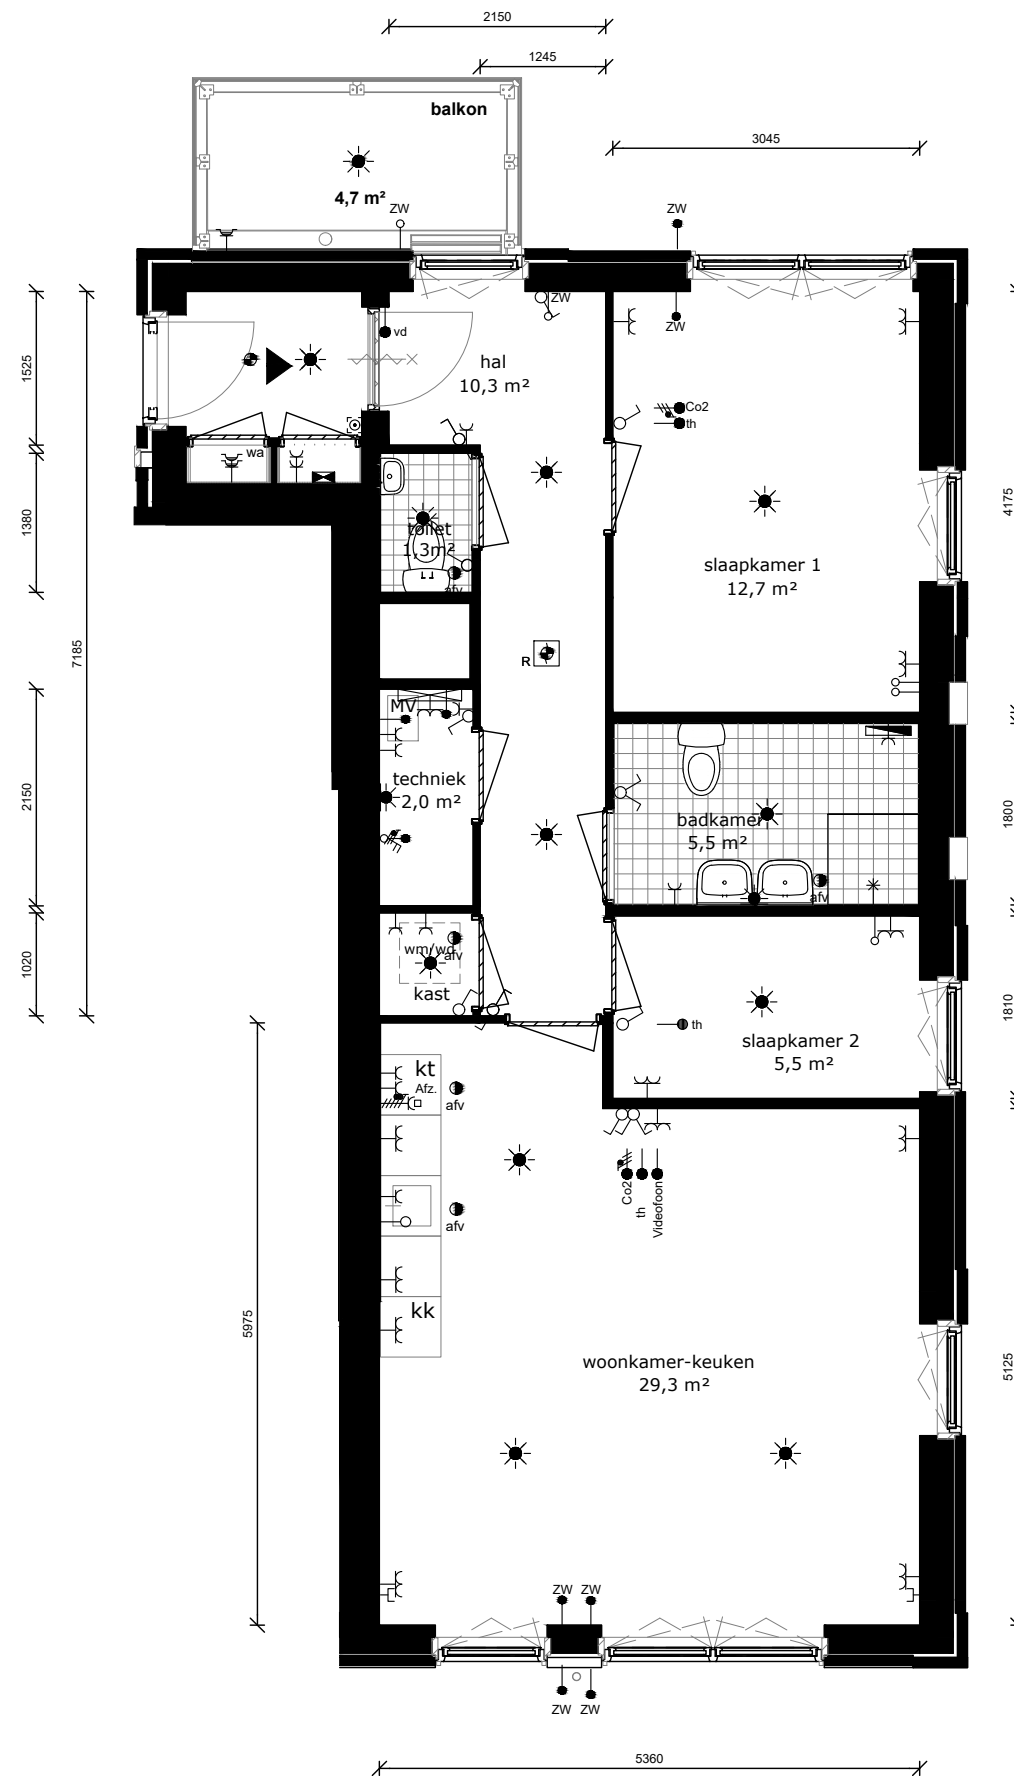 2150
1245
balkon
3045
4,7 m²
ZW
ZW
ZW
ZW
vd
hal
10,3 m²
1525
Co2
th
wa
4175
toilet
1,3m²
1380
slaapkamer 1
12,7 m²
afv
7185
R
MV
techniek
2,0 m²
2150
badkamer
5,5 m²
1800
afv
wm/wd
afv
kast
1020
th
slaapkamer 2
5,5 m²
1810
kt
Afz.
afv
Co2
th
Videofoon
afv
kk
5975
woonkamer-keuken
29,3 m²
5125
ZW ZW
ZW ZW
5360